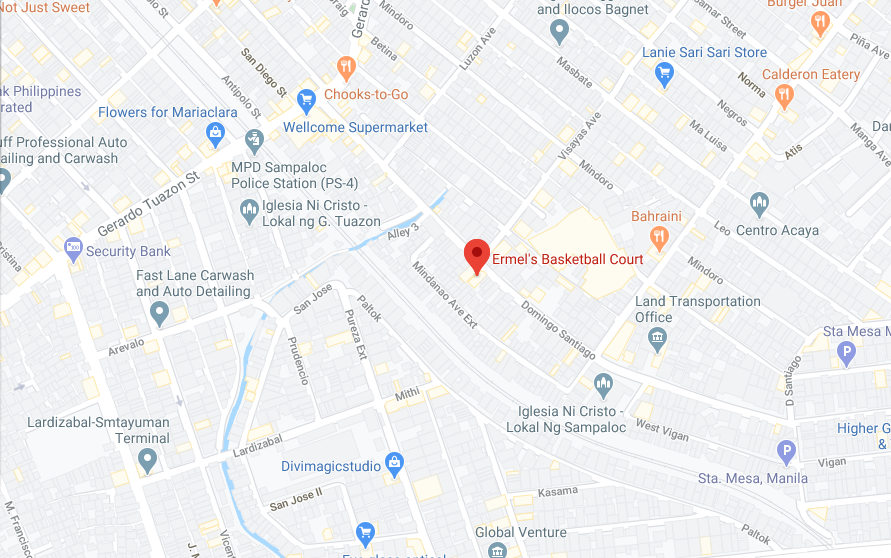 Not Just Sweet
Mindoro
Gerardo
Betina
Luzon Ave
and Ilocos Bagnet
Street
Burger Juan
Piña Ave
Lanie Sari Sari Store
Masbate
Norma
Calderon Eatery
San Diego St
Antipolo St
Chooks-to-Go
Philippines
Flowers for Mariaclara
Wellcome Supermarket
Negros
Ma Luisa
Visayas Ave
Atis
Manga Ave
Professional Auto
and Carwash
MPD Sampaloc
Police Station (PS-4)
Mindoro
Gerardo Tuazon St
Iglesia Ni Cristo -
Lokal ng G. Tuazon
Alley 3
Bahraini
Leo
Centro Acaya
Security Bank
Ermel's Basketball Court
Mindoro
Fast Lane Carwash
and Auto Detailing
Mindanao Ave Ext
San Jose
Paltok
Land Transportation
Office
Domingo Santiago
Pureza Ext
Arevalo
Prudencio
Sta Mesa
D Santiago
Mithi
Iglesia Ni Cristo -
Lokal Ng Sampaloc
Lardizabal-Smtayuman
Terminal
Lardizabal
West Vigan
Higher
&
Vigan
Divimagicstudio
Sta. Mesa, Manila
San Jose II
Kasama
M. Francisco
Global Venture
Paltok